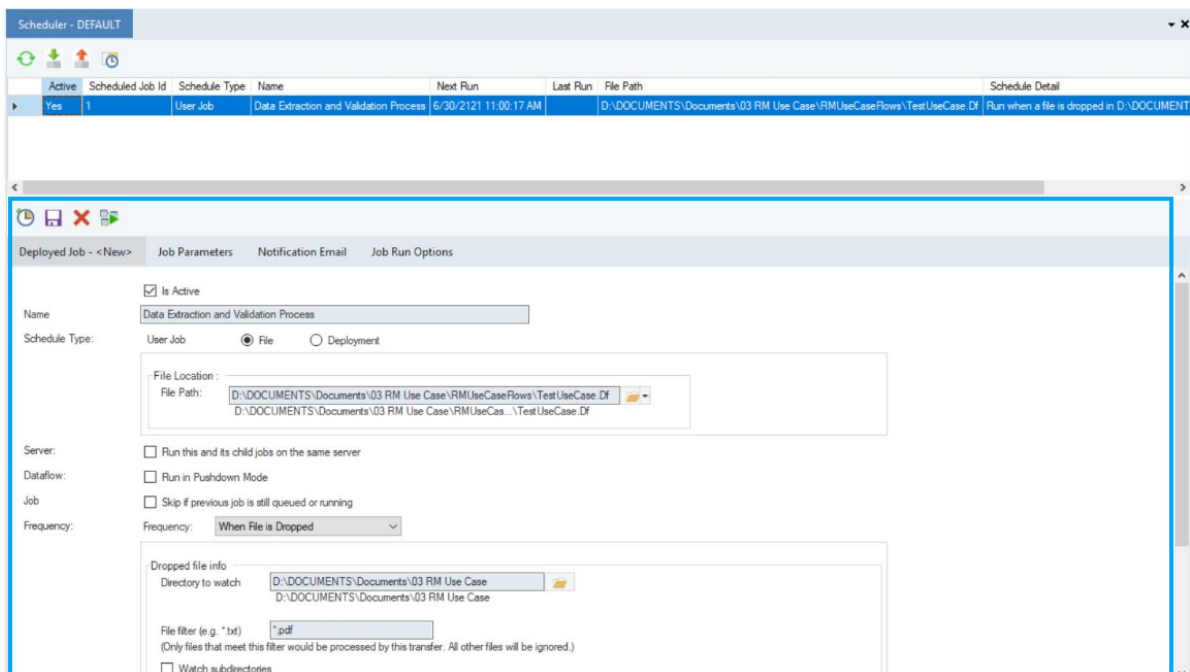 Scheduler - DEFAULT
Active Scheduled Job Id Schedule Type Name Next Run Last Run File Path Schedule Detail
Yes 1 User Job Data Extraction and Validation Process 6/30/2121 11:00:17 AM D:\DOCUMENTS\Documents\03 RM Use Case\RMUseCaseFlows\TestUseCase.Df Run when a file is dropped in D:\DOCUMENT
Deployed Job - <New> Job Parameters Notification Email Job Run Options
Is Active
Name Data Extraction and Validation Process
Schedule Type: User Job File Deployment
File Location :
File Path: D:\DOCUMENTS\Documents\03 RM Use Case\RMUseCaseFlows\TestUseCase.Df
D:\DOCUMENTS\Documents\03 RM Use Case\RMUseCas...\TestUseCase.Df
Server: Run this and its child jobs on the same server
Dataflow: Run in Pushdown Mode
Job Skip if previous job is still queued or running
Frequency: Frequency: When File is Dropped
Dropped file info
Directory to watch D:\DOCUMENTS\Documents\03 RM Use Case
D:\DOCUMENTS\Documents\03 RM Use Case
File filter (e.g. *.txt) *.pdf
(Only files that meet this filter would be processed by this transfer. All other files will be ignored.)
Watch subdirectories